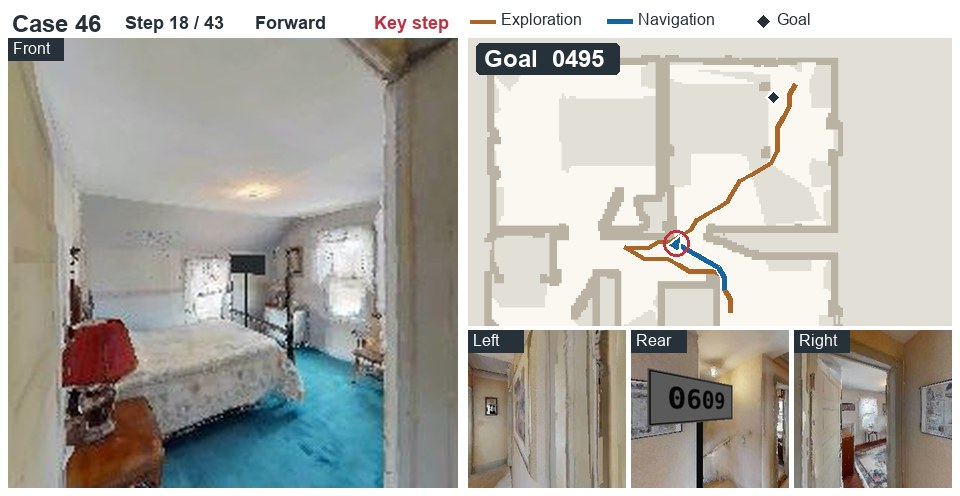 Case 46
Step 18 / 43
Forward
Key step
Exploration
Navigation
Goal
Front
Goal 0495
Left
Rear
Right
0609